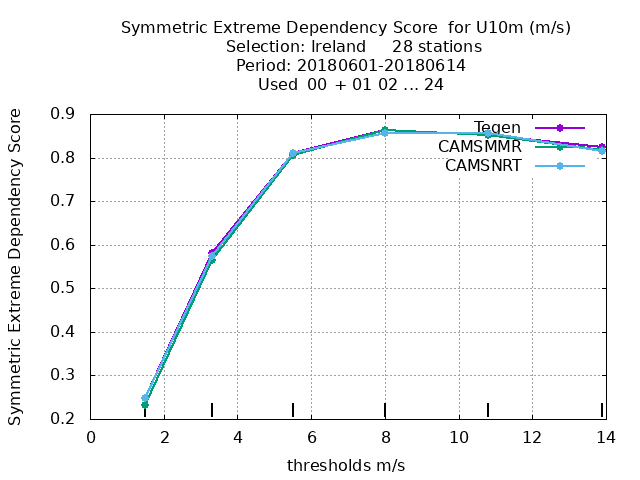 Symmetric Extreme Dependency Score  for U10m (m/s)
Selection: Ireland     28 stations
Period: 20180601-20180614
Used  00 + 01 02 ... 24
Symmetric Extreme Dependency Score
0.9
0.8
0.7
0.6
0.5
0.4
0.3
0.2
Tegen
CAMSMMR
CAMSNRT
0 2 4 6 8 10 12 14
thresholds m/s